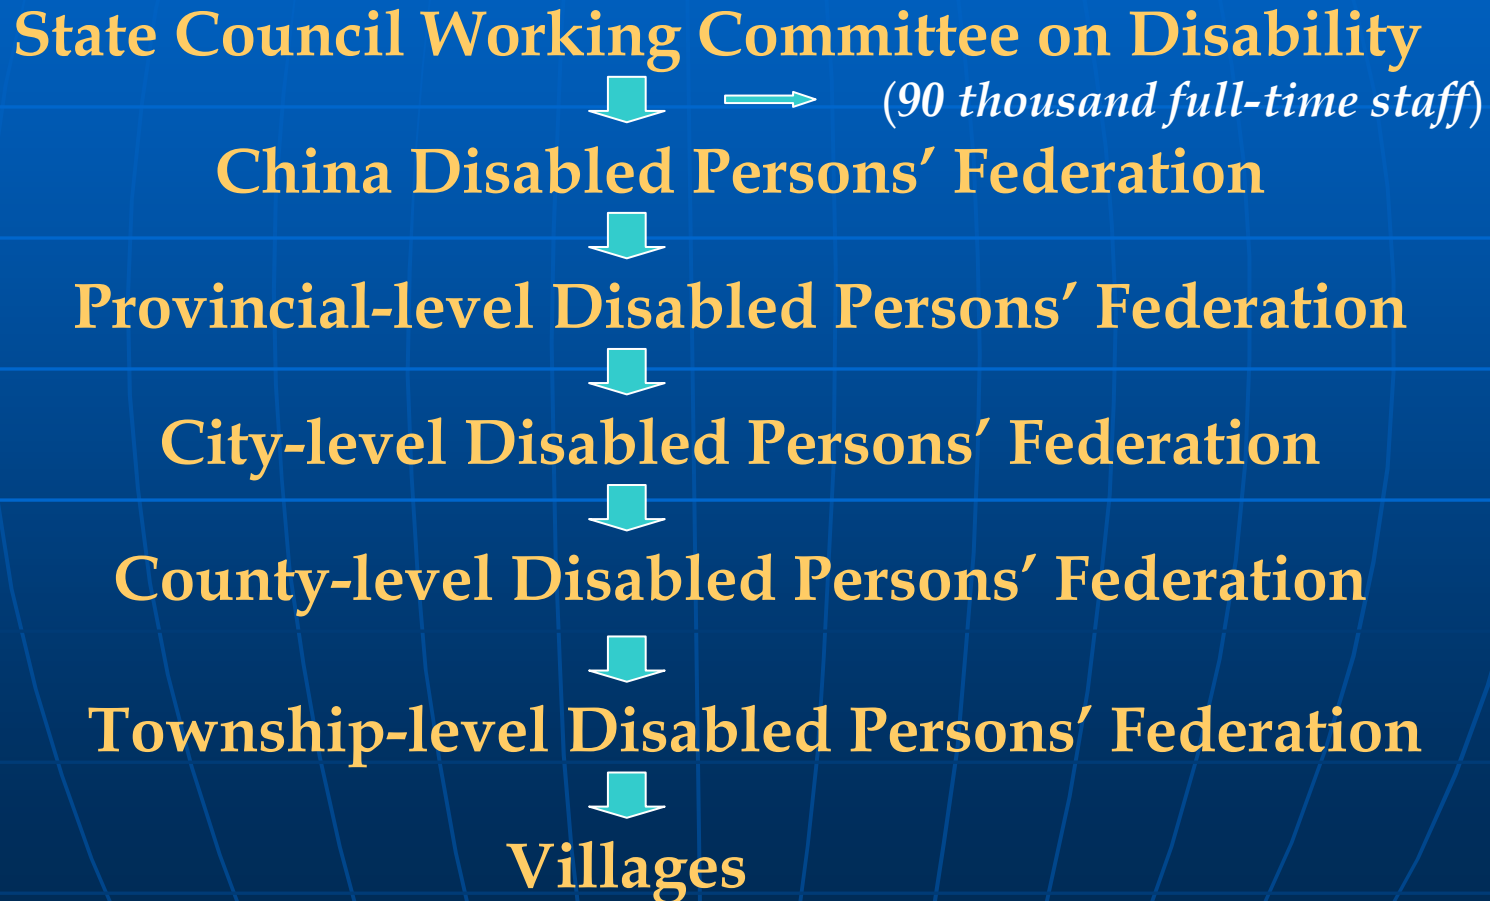 State Council Working Committee on Disability
(90 thousand full-time staff)
China Disabled Persons’ Federation
Provincial-level Disabled Persons’ Federation
City-level Disabled Persons’ Federation
County-level Disabled Persons’ Federation
Township-level Disabled Persons’ Federation
Villages